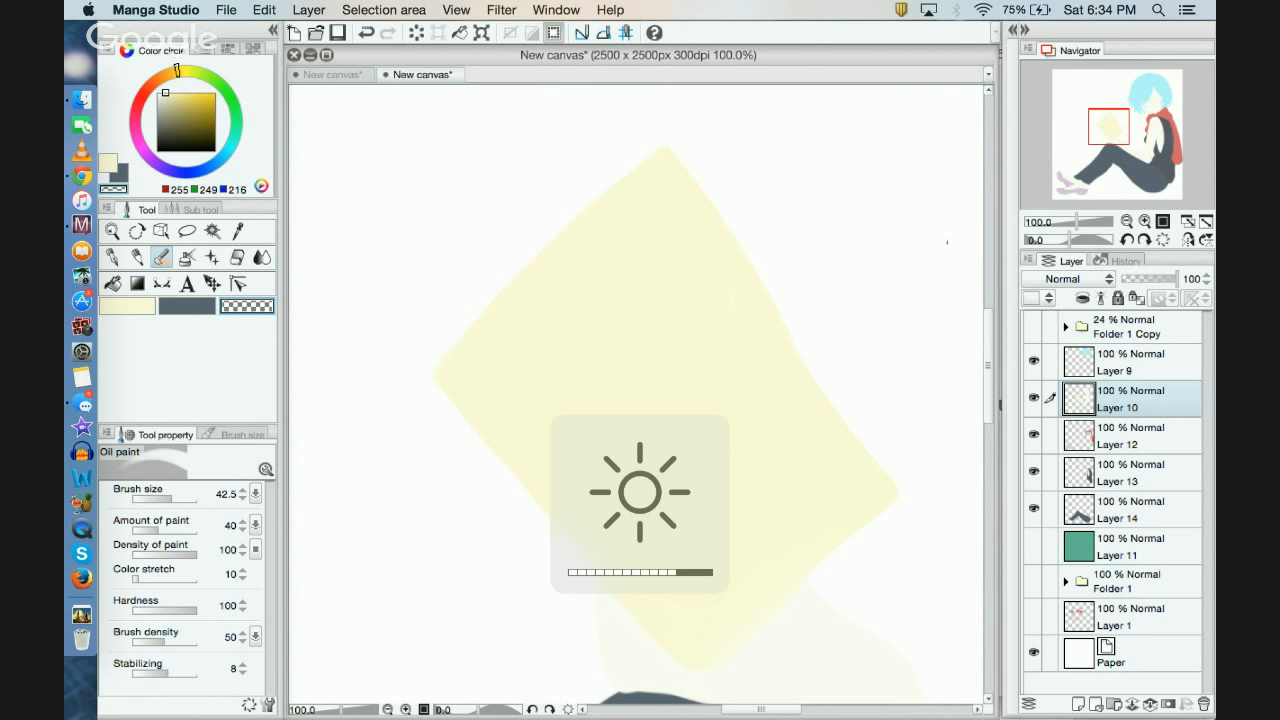 Manga Studio File Edit Layer Selection area View Filter Window Help 75% Sat 6:34 PM
Google
Color circle
New canvas* (2500 x 2500px 300dpi 100.0%)
New canvas* New canvas*
Navigator
255 249 216
Tool Sub tool
100.0
0.0
Layer History
Normal 100
24 % Normal
Folder 1 Copy
100 % Normal
Layer 9
100 % Normal
Layer 10
100 % Normal
Layer 12
100 % Normal
Layer 13
100 % Normal
Layer 14
100 % Normal
Layer 11
100 % Normal
Folder 1
100 % Normal
Layer 1
Paper
Tool property Brush size
Oil paint
Brush size 42.5
Amount of paint 40
Density of paint 100
Color stretch 10
Hardness 100
Brush density 50
Stabilizing 8
100.0 0.0